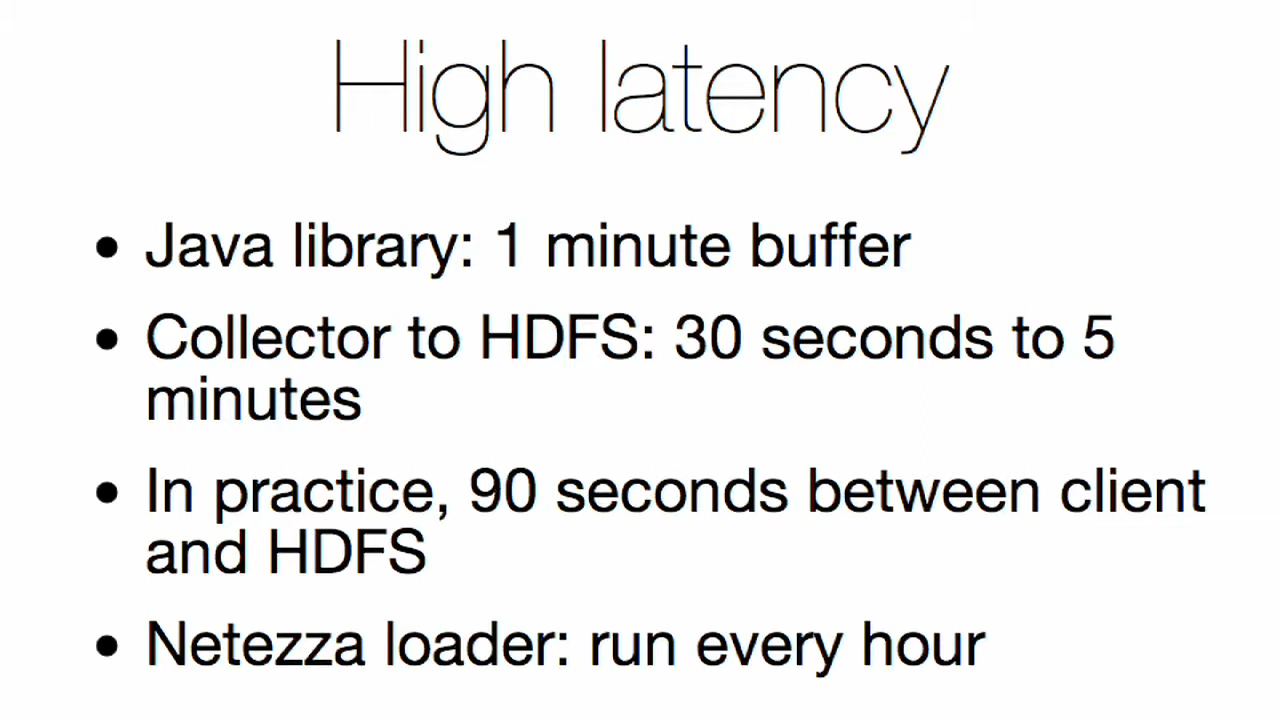 High latency
• Java library: 1 minute buffer
• Collector to HDFS: 30 seconds to 5
minutes
• In practice, 90 seconds between client
and HDFS
• Netezza loader: run every hour